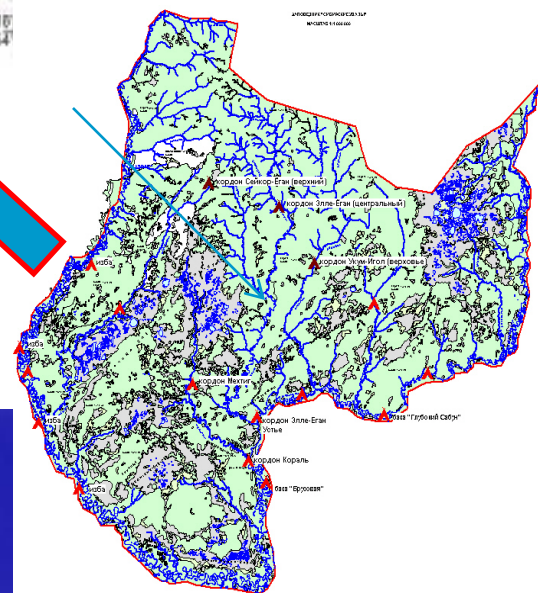 кордон Сейкор-Еган (верхний)
кордон Элле-Еган (центральный)
кордон Укум-Игол (верховье)
изба
изба
кордон Мехтиг
изба
кордон Элле-Еган
Устье
база "Глубокий Сабун"
кордон Кораль
изба
база